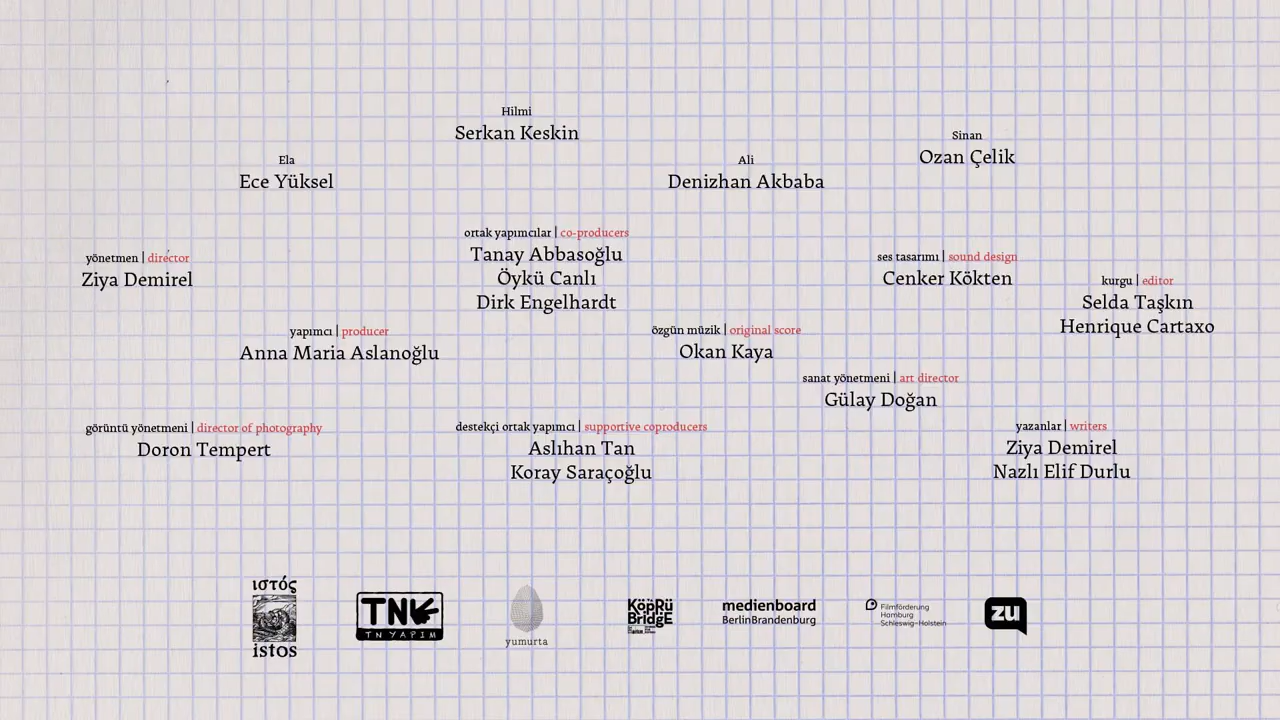 Hilmi
Serkan Keskin
Sinan
Ozan Çelik
Ela
Ece Yüksel
Ali
Denizhan Akbaba
ortak yapımcılar | co-producers
Tanay Abbasoğlu
Öykü Canlı
Dirk Engelhardt
yönetmen | director
Ziya Demirel
ses tasarımı | sound design
Cenker Kökten
kurgu | editor
Selda Taşkın
Henrique Cartaxo
yapımcı | producer
Anna Maria Aslanoğlu
özgün müzik | original score
Okan Kaya
sanat yönetmeni | art director
Gülay Doğan
görüntü yönetmeni | director of photography
Doron Tempert
destekçi ortak yapımcı | supportive coproducers
Aslıhan Tan
Koray Saraçoğlu
yazanlar | writers
Ziya Demirel
Nazlı Elif Durlu
ιστός
istos
TN
TN YAPIM
yumurta
KöpRü
BridgE
medienboard
BerlinBrandenburg
Filmförderung
Hamburg
Schleswig-Holstein
zu